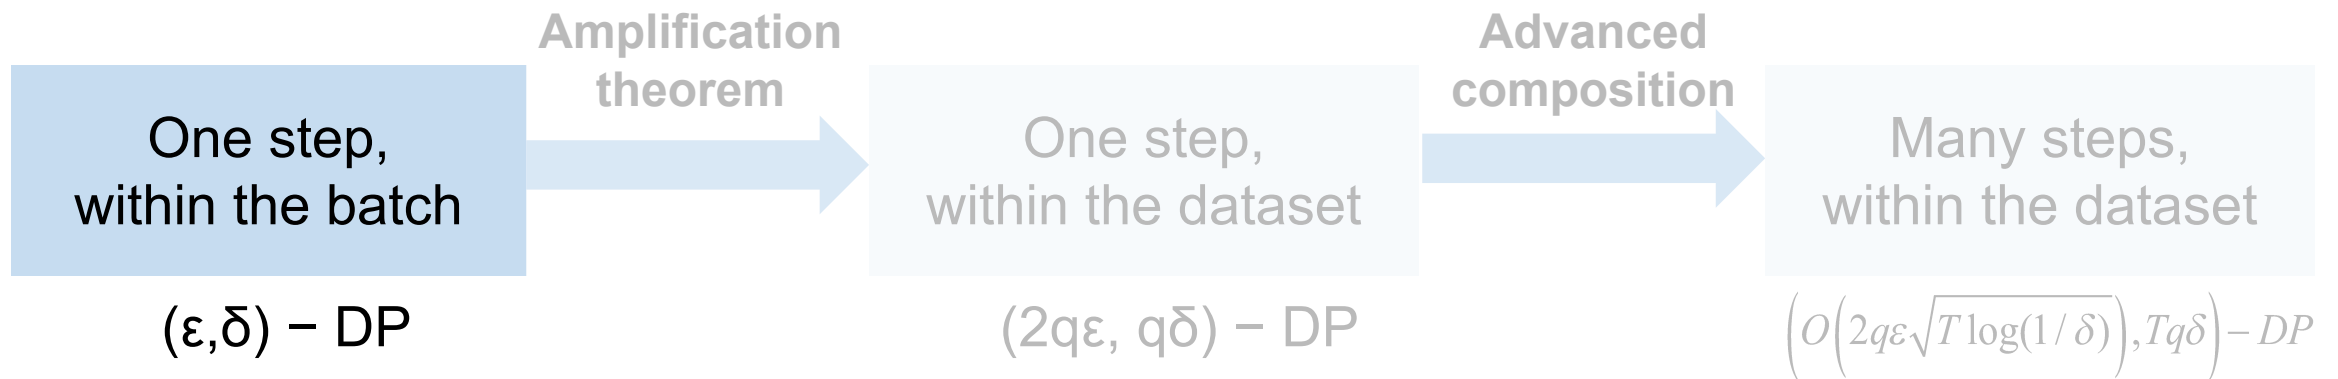 Amplification
theorem
Advanced
composition
One step,
within the batch
One step,
within the dataset
Many steps,
within the dataset
(ε,δ) − DP
(2qε, qδ) − DP
(O(2qε√T log(1/δ)),Tqδ)−DP